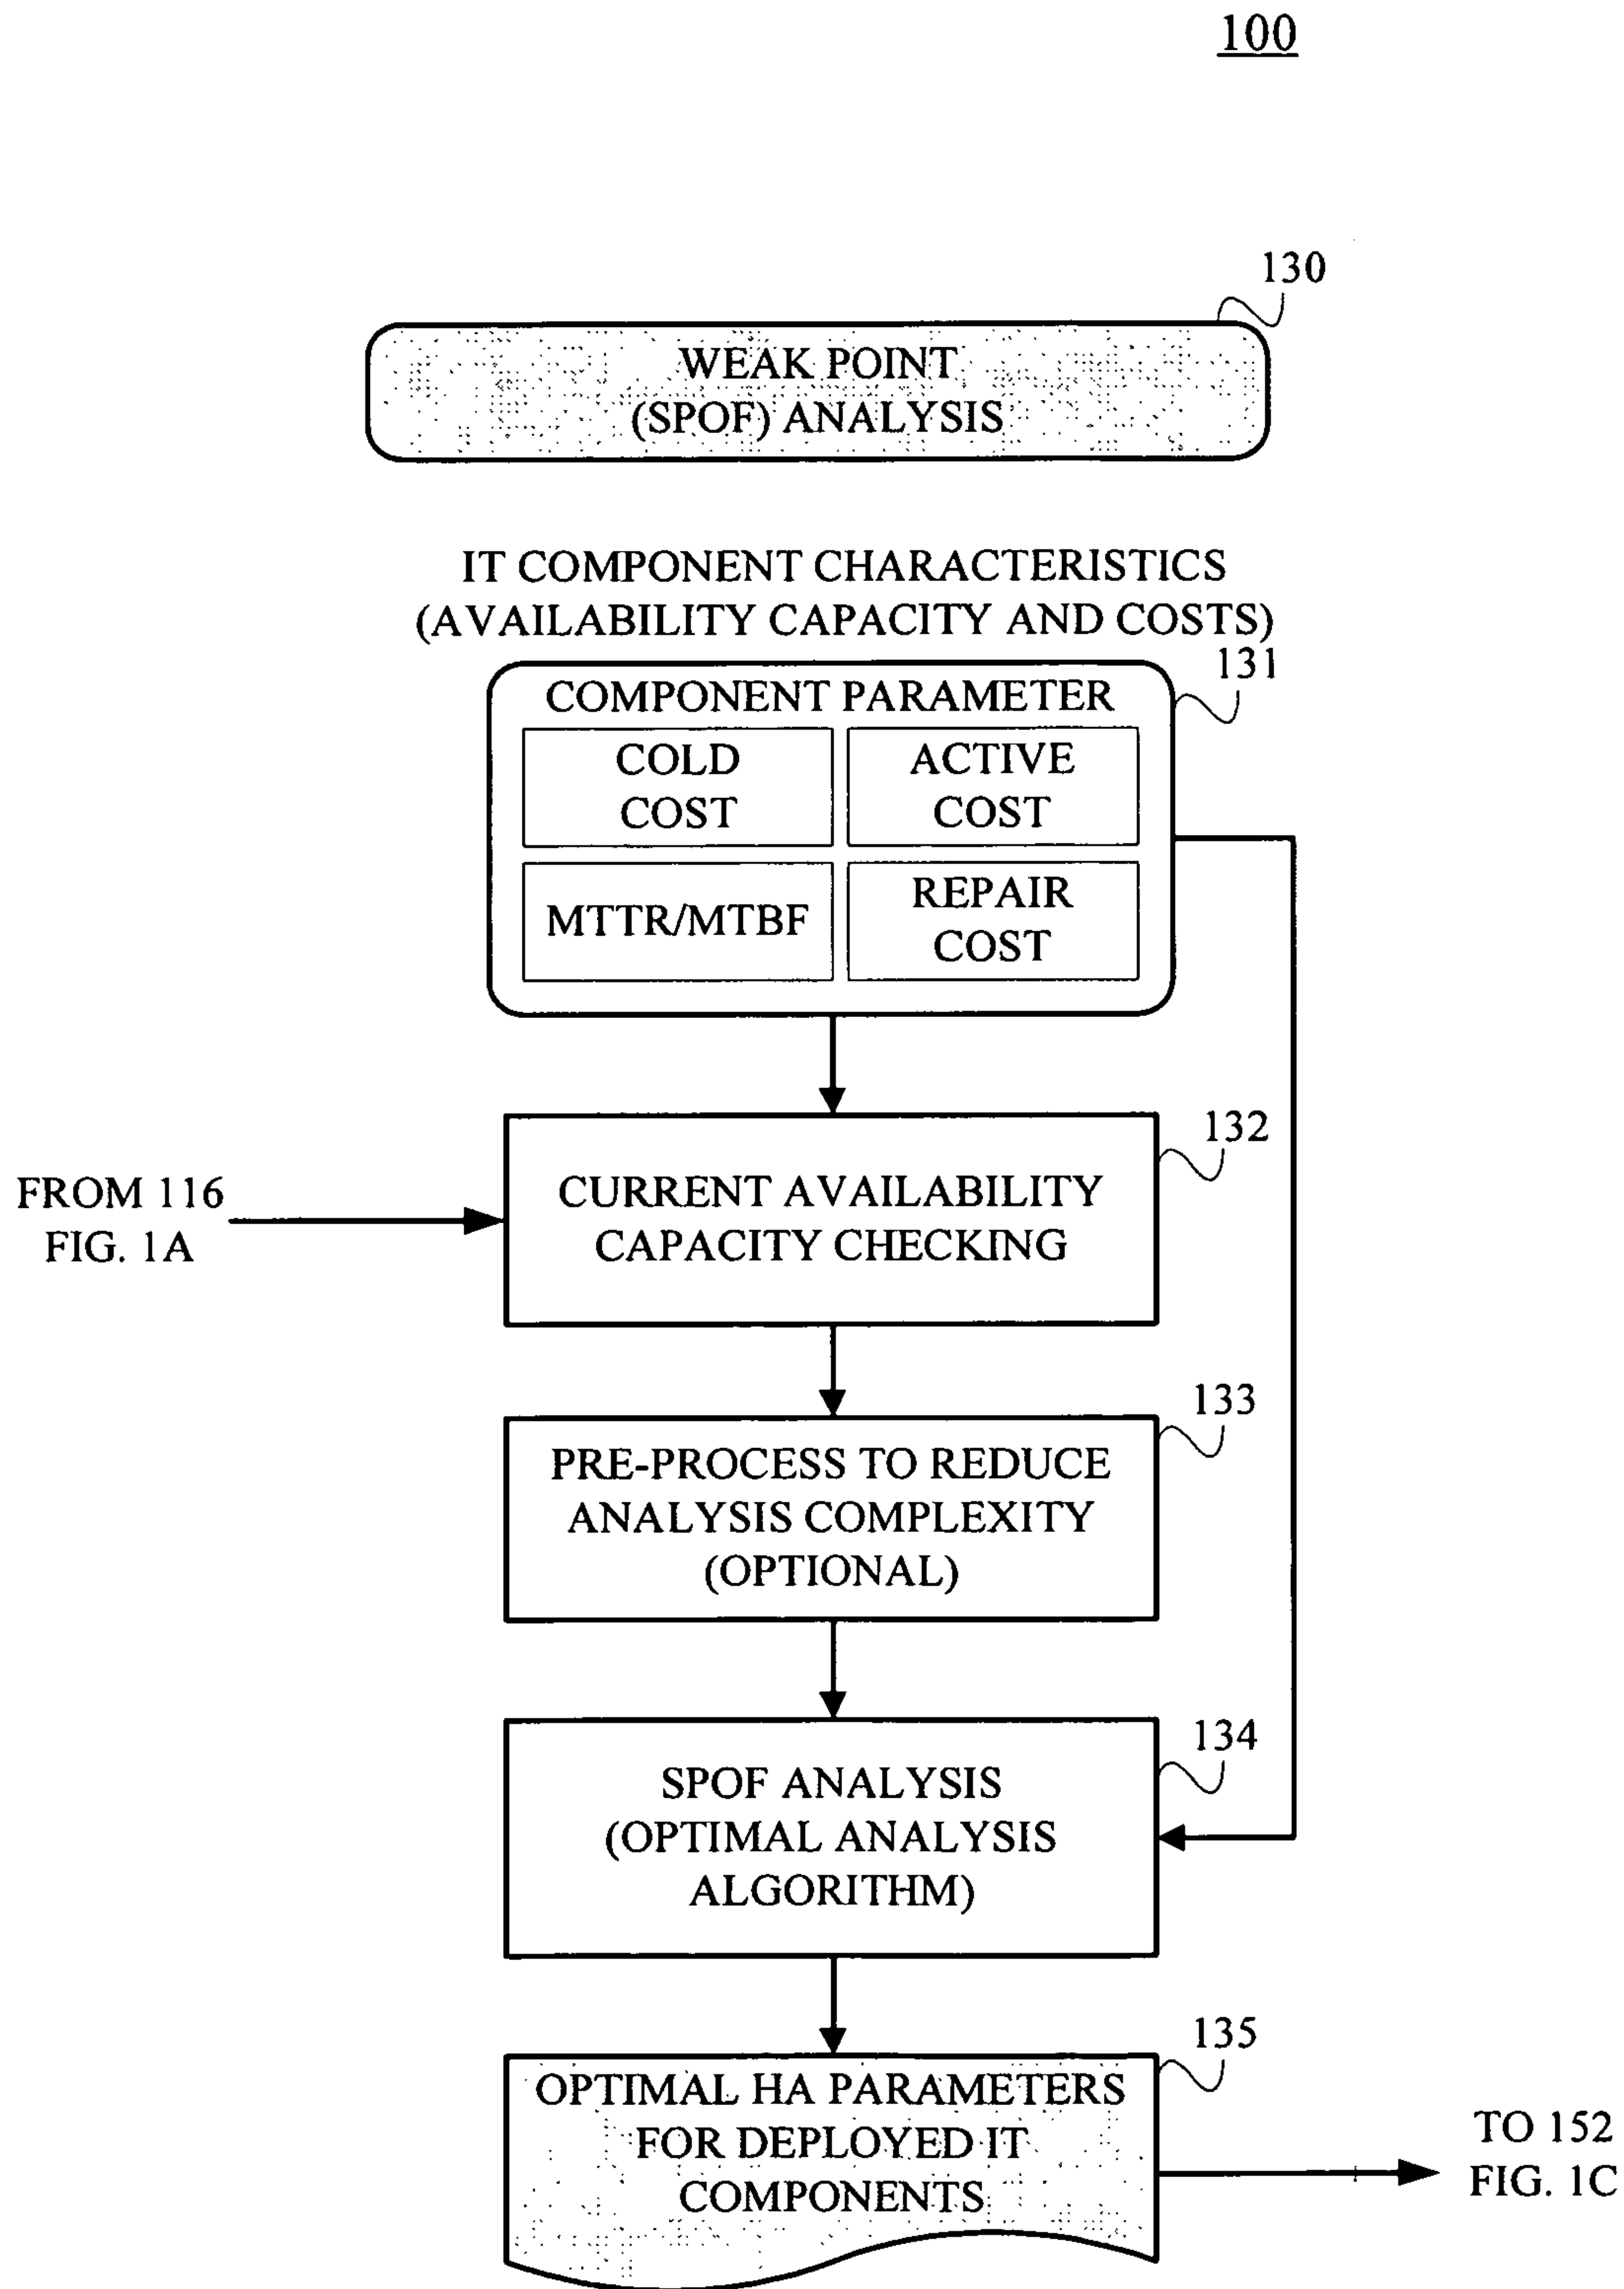 100
130
WEAK POINT
(SPOF) ANALYSIS
IT COMPONENT CHARACTERISTICS
(AVAILABILITY CAPACITY AND COSTS)
131
COMPONENT PARAMETER
COLD
COST
ACTIVE
COST
MTTR/MTBF
REPAIR
COST
132
FROM 116
FIG. 1A
CURRENT AVAILABILITY
CAPACITY CHECKING
133
PRE-PROCESS TO REDUCE
ANALYSIS COMPLEXITY
(OPTIONAL)
134
SPOF ANALYSIS
(OPTIMAL ANALYSIS
ALGORITHM)
135
OPTIMAL HA PARAMETERS
FOR DEPLOYED IT
COMPONENTS
TO 152
FIG. 1C